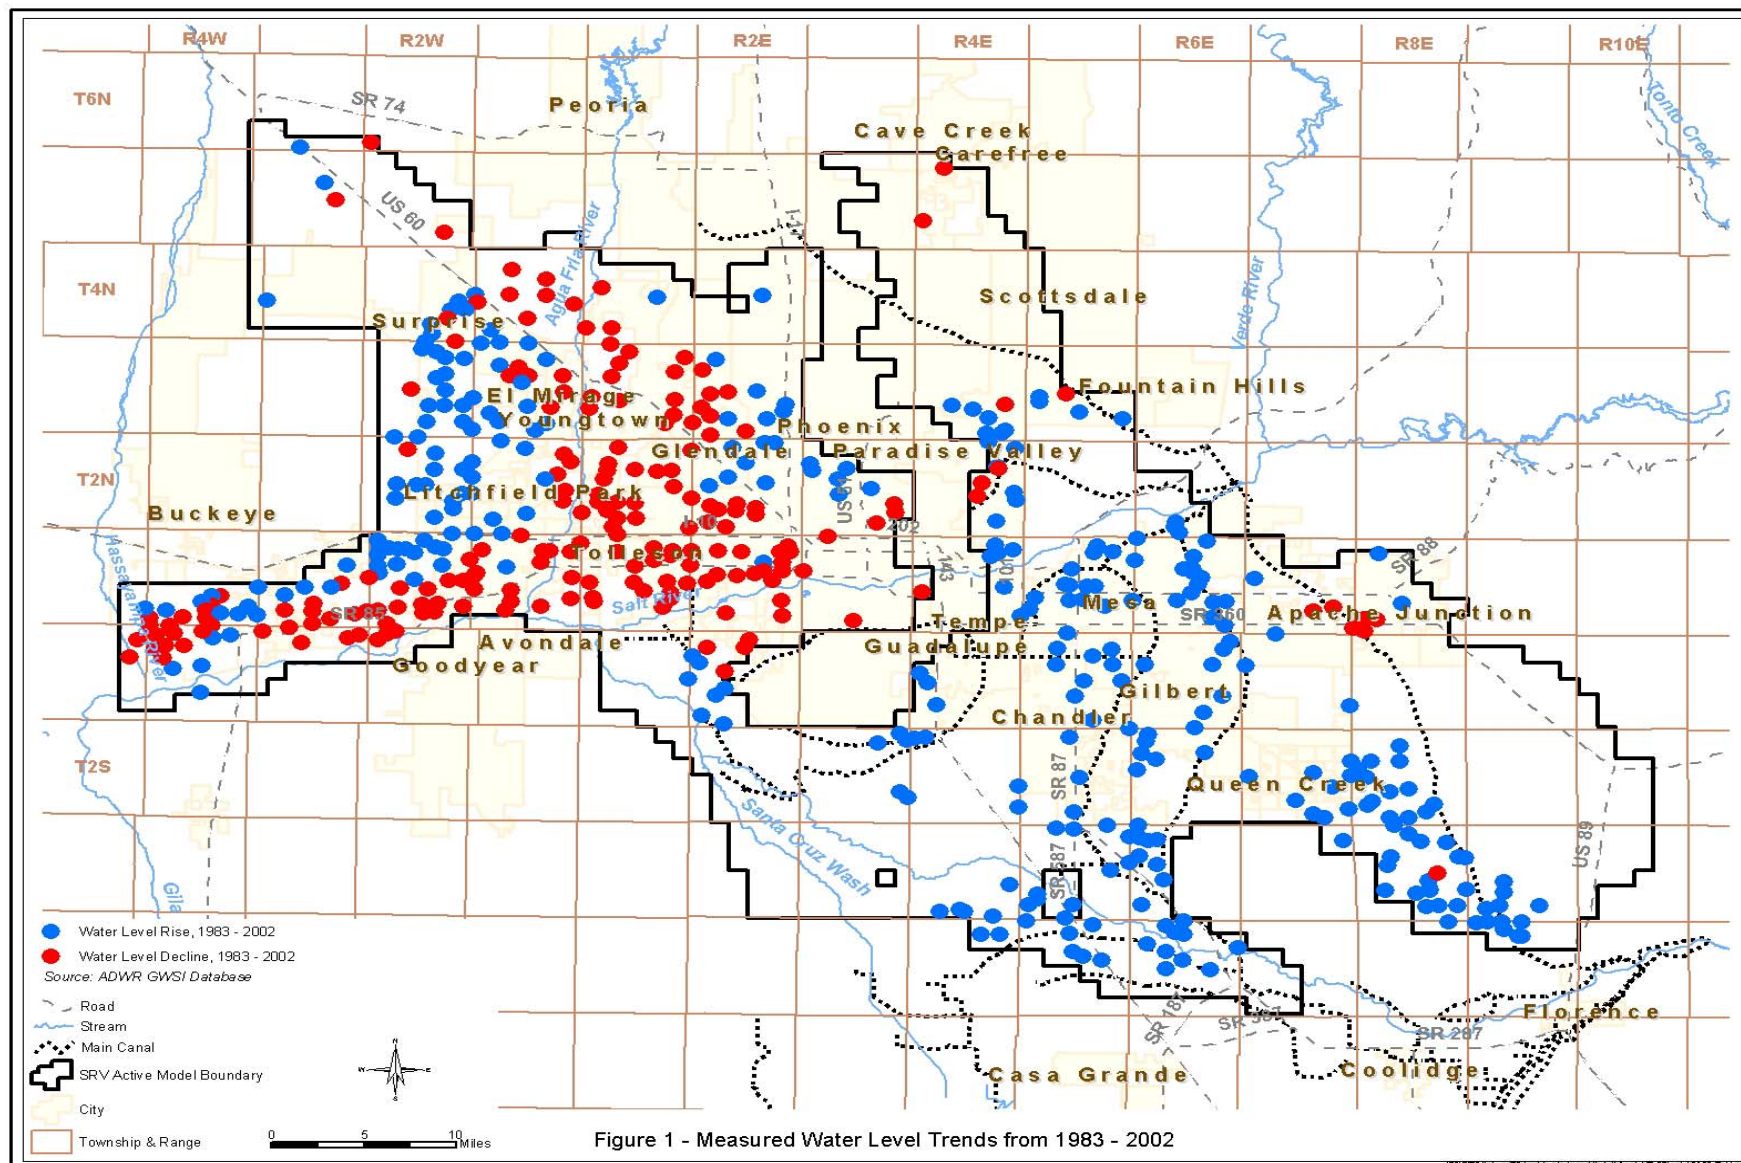 R4W R2W R2E R4E R6E R8E R10E
T6N
SR 74
Peoria
Cave Creek
Carefree
Tonto Creek
US 60
Agua Fria River
I-17
T4N
Surprise
Scottsdale
Verde River
El Mirage
Youngtown
Phoenix
Fountain Hills
Glendale
Paradise Valley
T2N
Litchfield Park
US 51
Buckeye
I-10
202
Tolleson
Hassayampa River
143
101
SR 88
Salt River
SR 85
Mesa
SR 360
Apache Junction
Tempe
Avondale
Guadalupe
Goodyear
Gilbert
Chandler
T2S
SR 87
Queen Creek
Santa Cruz Wash
US 89
SR 587
Gila
Water Level Rise, 1983 - 2002
Water Level Decline, 1983 - 2002
Source: ADWR GWSI Database
Road
Stream
Main Canal
SRV Active Model Boundary
City
Township & Range
N
W E
S
0 5 10 Miles
SR 187
SR 387
SR 287
Florence
Casa Grande
Coolidge
Figure 1 - Measured Water Level Trends from 1983 - 2002